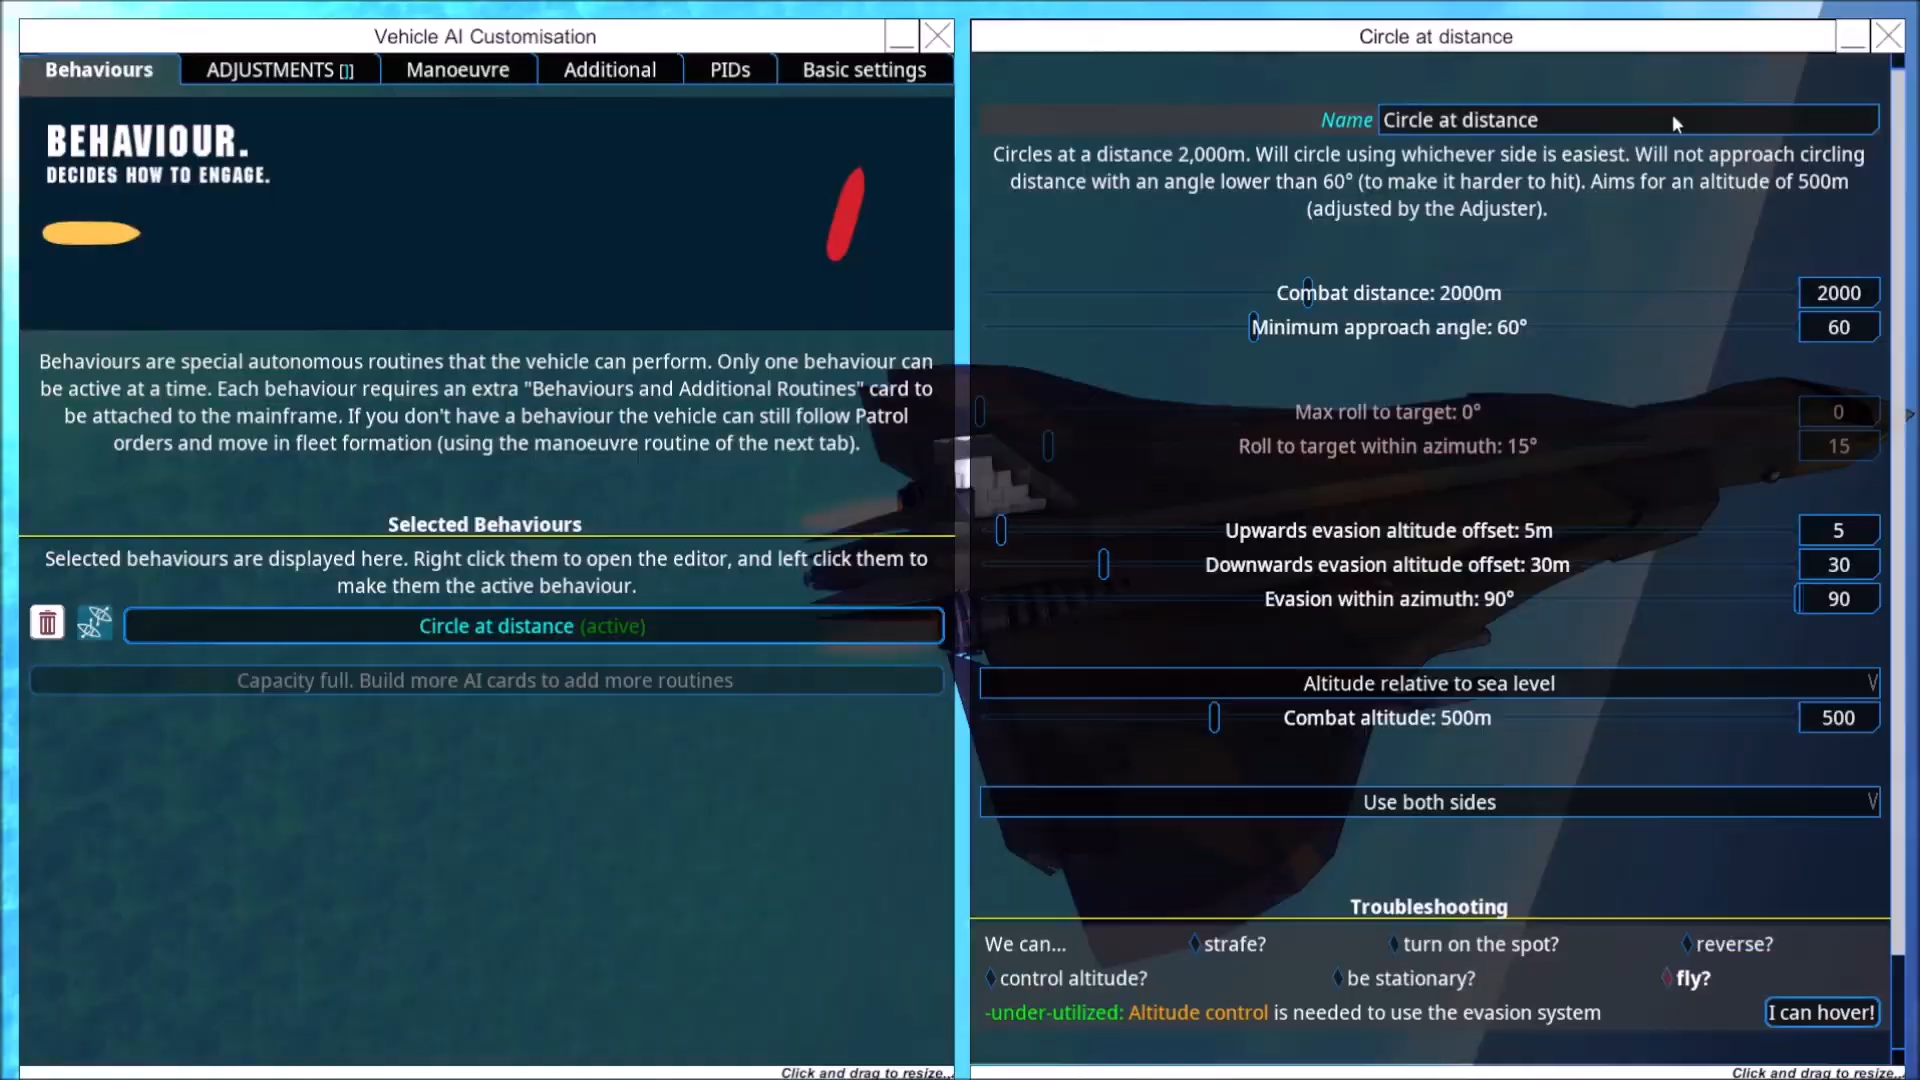 Vehicle AI Customisation
Behaviours
ADJUSTMENTS []
Manoeuvre
Additional
PIDs
Basic settings
BEHAVIOUR.
DECIDES HOW TO ENGAGE.
Behaviours are special autonomous routines that the vehicle can perform. Only one behaviour can
be active at a time. Each behaviour requires an extra "Behaviours and Additional Routines" card to
be attached to the mainframe. If you don't have a behaviour the vehicle can still follow Patrol
orders and move in fleet formation (using the manoeuvre routine of the next tab).
Selected Behaviours
Selected behaviours are displayed here. Right click them to open the editor, and left click them to
make them the active behaviour.
Circle at distance (active)
Capacity full. Build more AI cards to add more routines
Click and drag to resize...
Circle at distance
Name Circle at distance
Circles at a distance 2,000m. Will circle using whichever side is easiest. Will not approach circling
distance with an angle lower than 60° (to make it harder to hit). Aims for an altitude of 500m
(adjusted by the Adjuster).
Combat distance: 2000m 2000
Minimum approach angle: 60° 60
Max roll to target: 0° 0
Roll to target within azimuth: 15° 15
Upwards evasion altitude offset: 5m 5
Downwards evasion altitude offset: 30m 30
Evasion within azimuth: 90° 90
Altitude relative to sea level V
Combat altitude: 500m 500
Use both sides V
Troubleshooting
We can... strafe? turn on the spot? reverse?
control altitude? be stationary? fly?
-under-utilized: Altitude control is needed to use the evasion system I can hover!
Click and drag to resize...